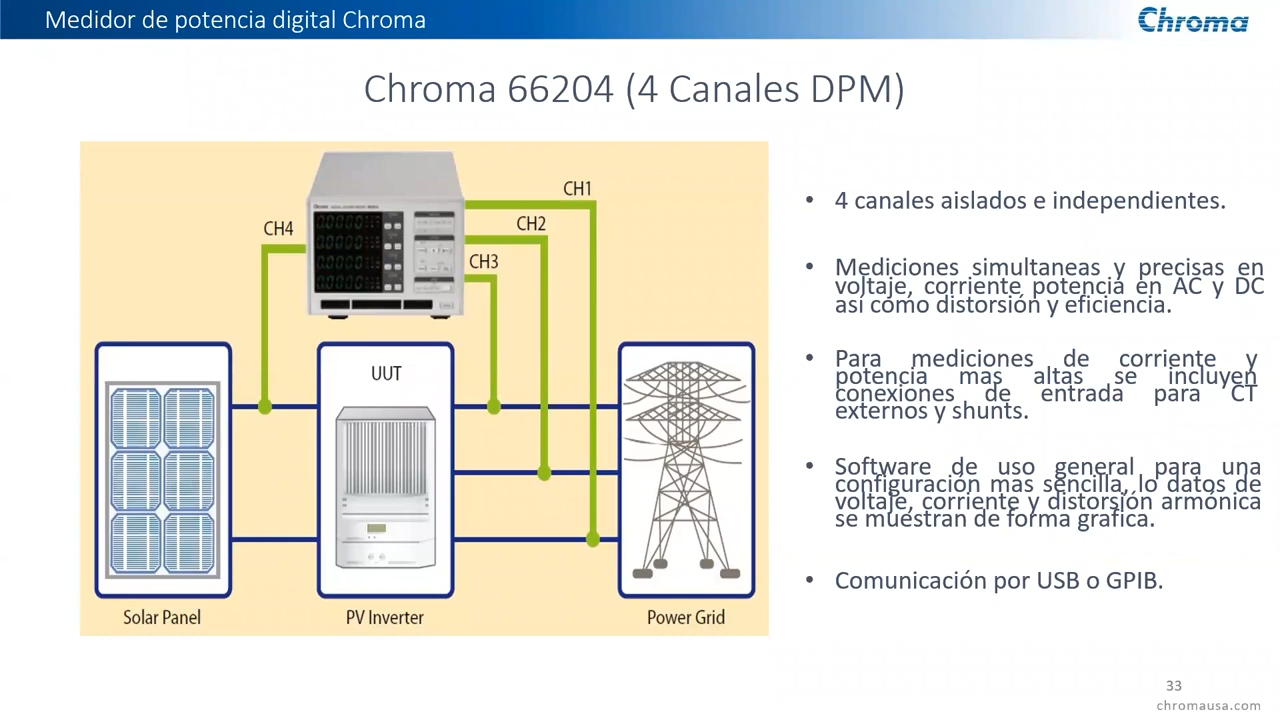 Medidor de potencia digital Chroma
Chroma
Chroma 66204 (4 Canales DPM)
CH1
CH2
CH3
CH4
UUT
Solar Panel
PV Inverter
Power Grid
• 4 canales aislados e independientes.
• Mediciones simultaneas y precisas en
voltaje, corriente potencia en AC y DC
asi como distorsión y eficiencia.
• Para mediciones de corriente y
potencia mas altas se incluyen
conexiones de entrada para CT
externos y shunts.
• Software de uso general para una
configuración mas sencilla, lo datos de
voltaje, corriente y distorsión armónica
se muestran de forma grafica.
• Comunicación por USB o GPIB.
33
chromausa.com